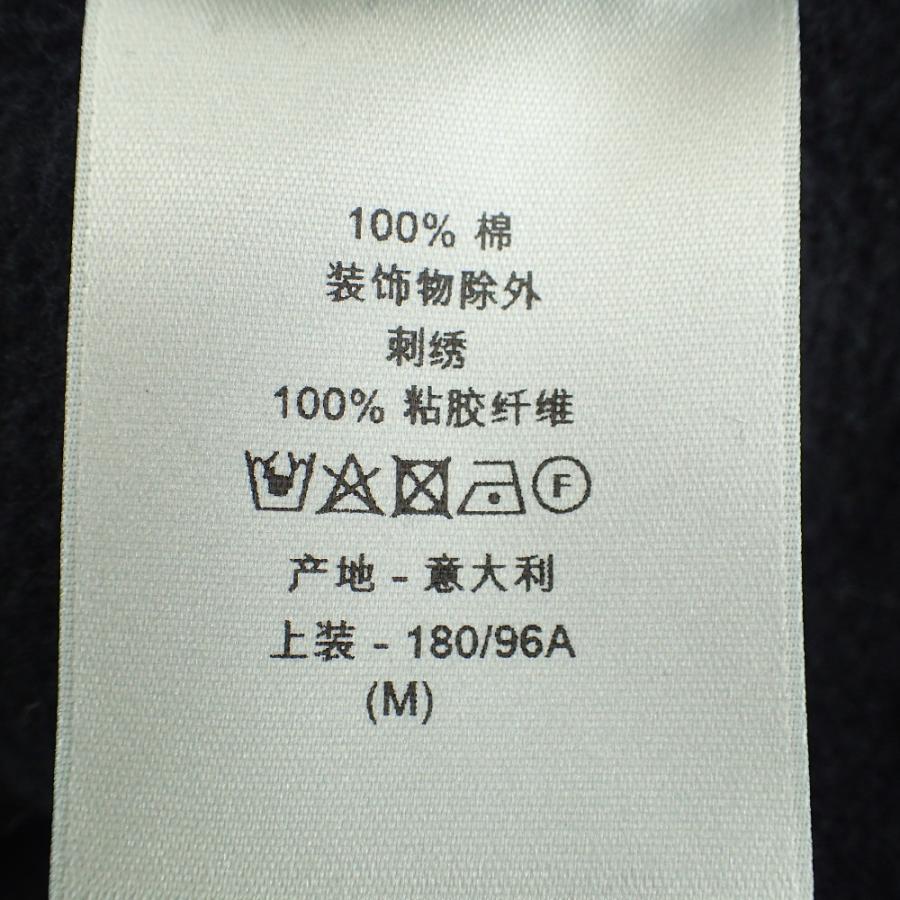 100% 棉
装饰物除外
刺绣
100% 粘胶纤维
F
产地 - 意大利
上装 - 180/96A
(M)